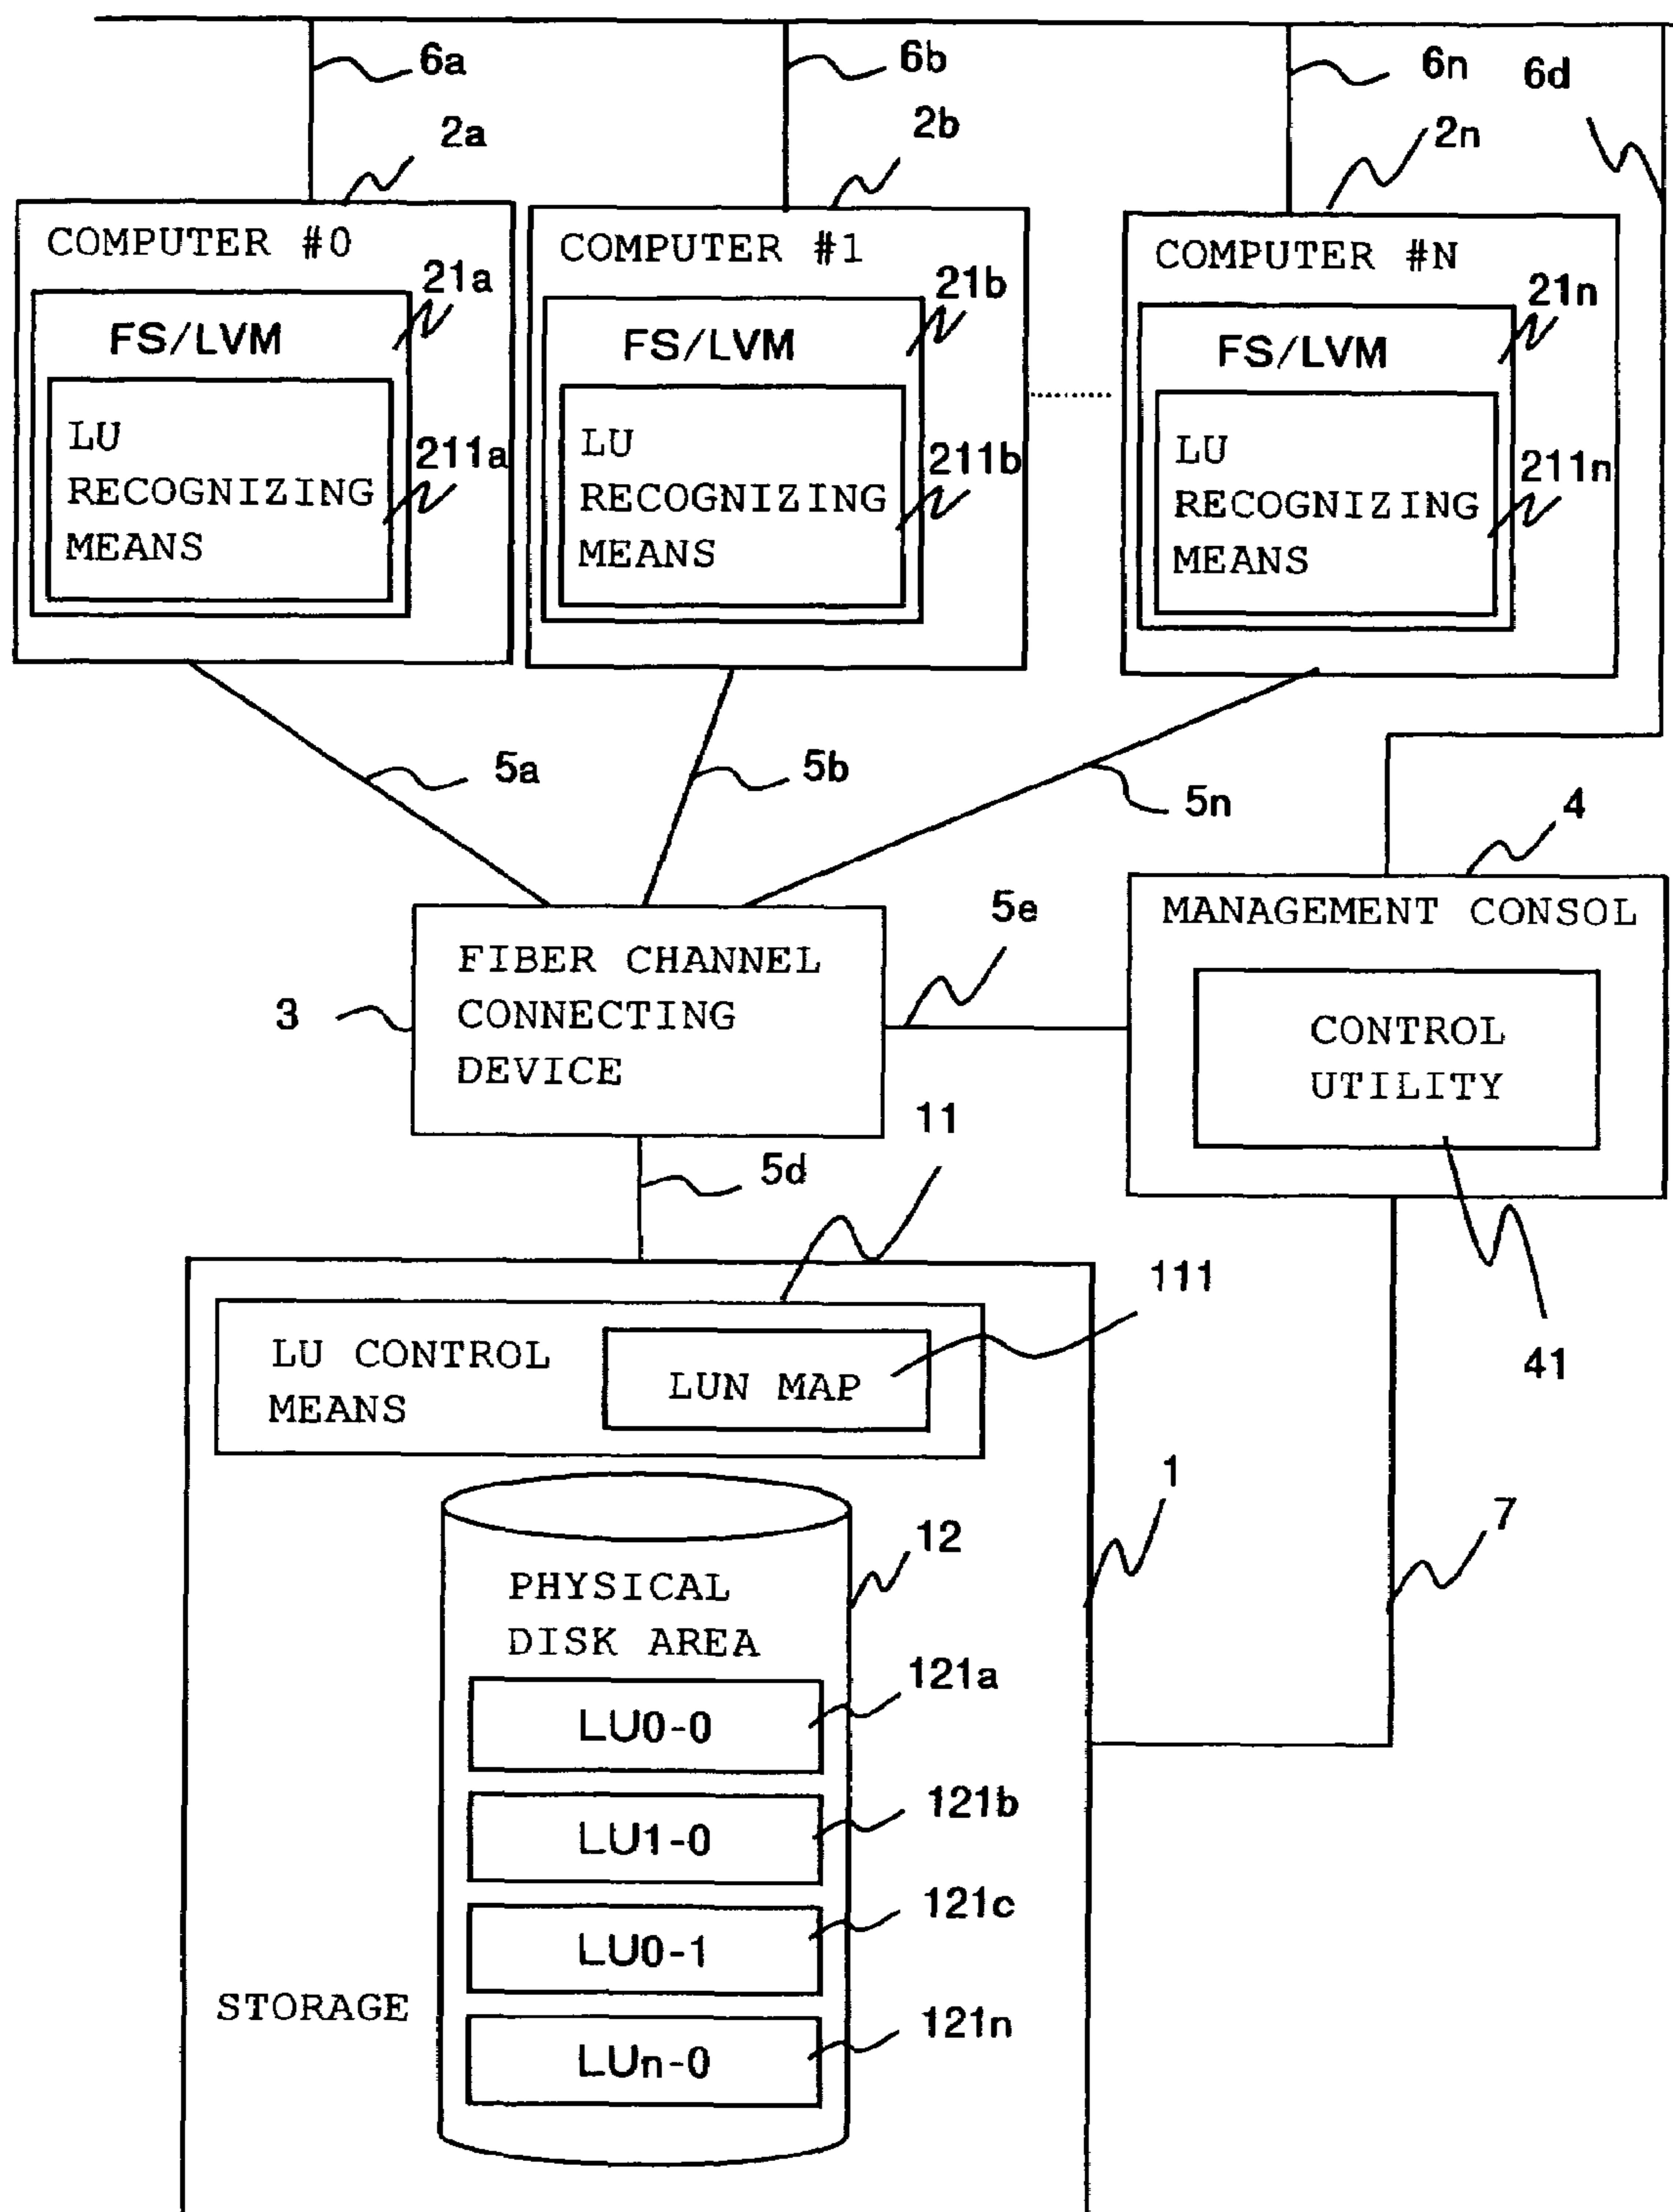 6a
6b
6n
6d
2a
2b
2n
COMPUTER #0
COMPUTER #1
COMPUTER #N
21a
21b
21n
FS/LVM
FS/LVM
FS/LVM
LU
RECOGNIZING
MEANS
211a
LU
RECOGNIZING
MEANS
211b
LU
RECOGNIZING
MEANS
211n
5a
5b
5n
4
FIBER CHANNEL
CONNECTING
DEVICE
3
5e
MANAGEMENT CONSOL
CONTROL
UTILITY
41
5d
11
111
LU CONTROL
MEANS
LUN MAP
1
7
12
PHYSICAL
DISK AREA
121a
LU0-0
121b
LU1-0
121c
LU0-1
121n
LUn-0
STORAGE